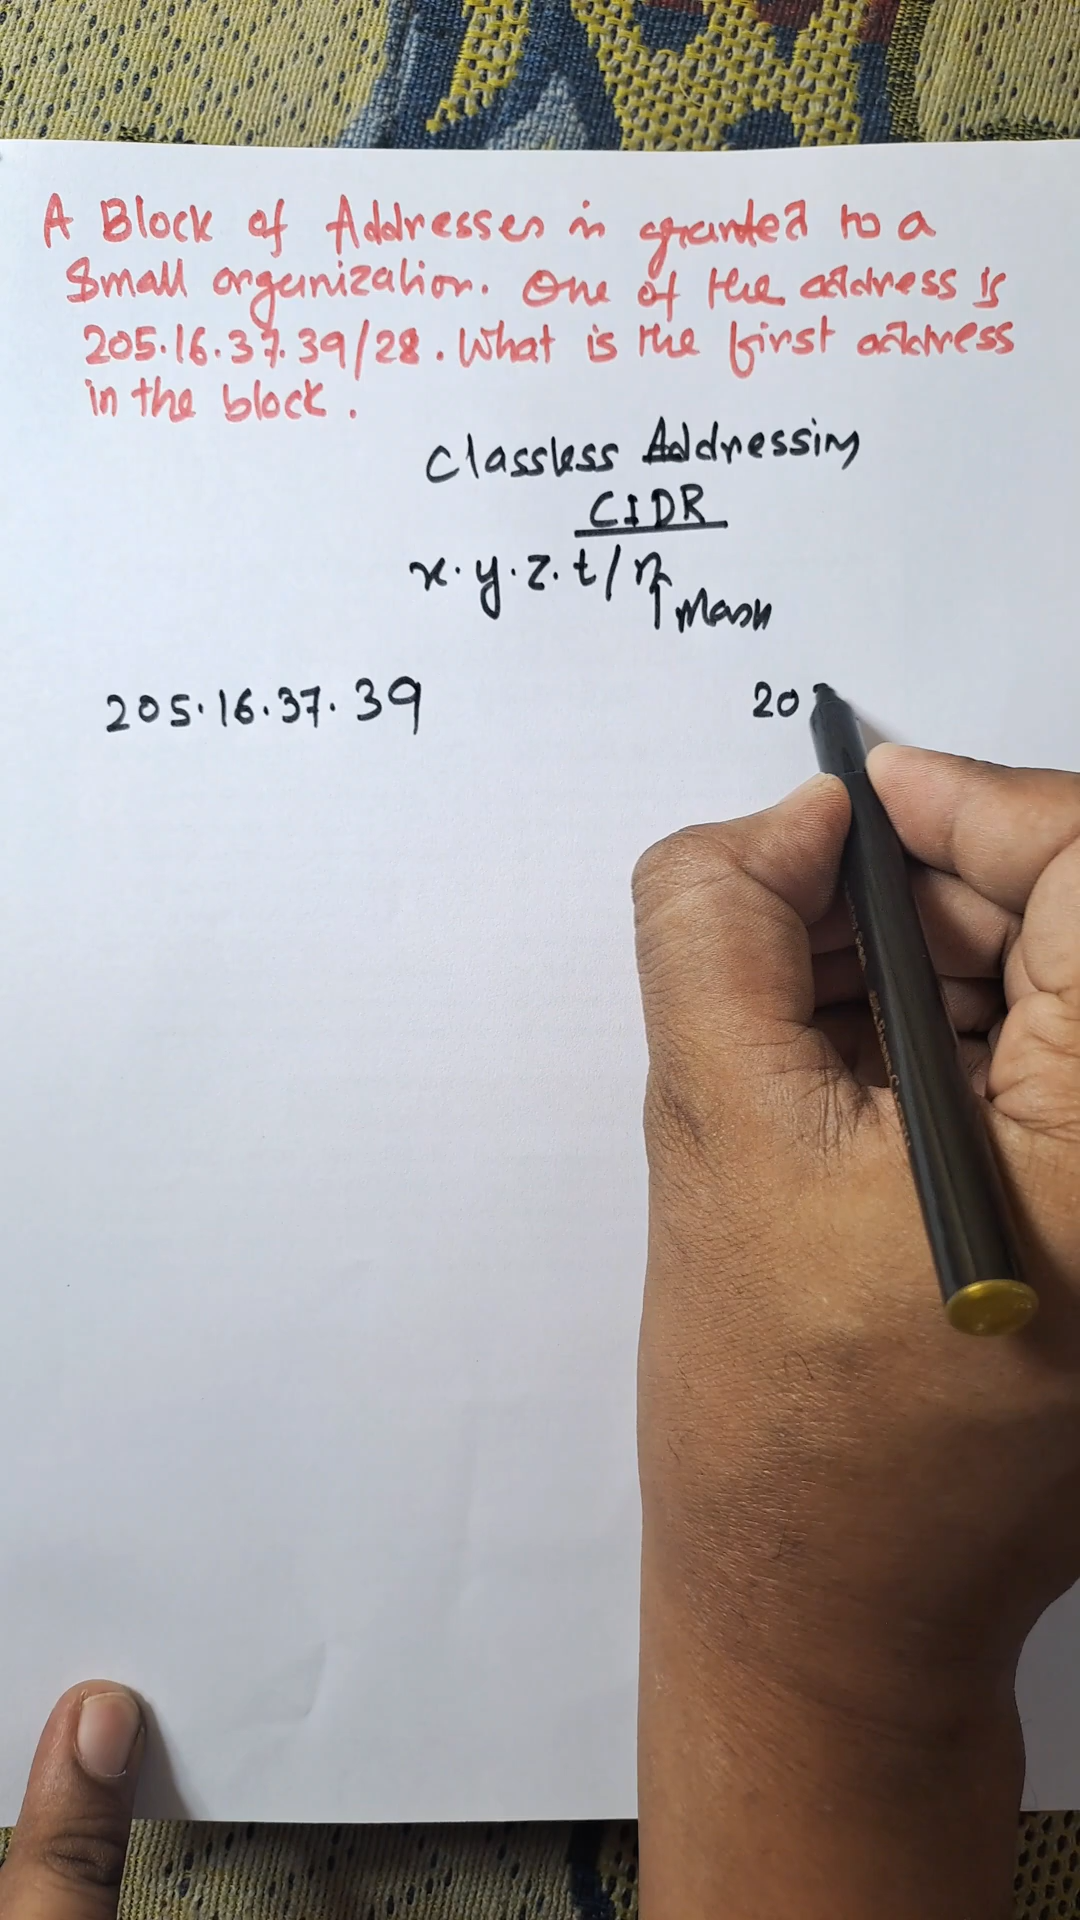 A Block of Addresses is granted to a
Small organization. One of the address is
205.16.37.39/28. What is the first address
in the block.
Classless Addressing
CIDR
x.y.z.t/n
Mask
205.16.37.39 20